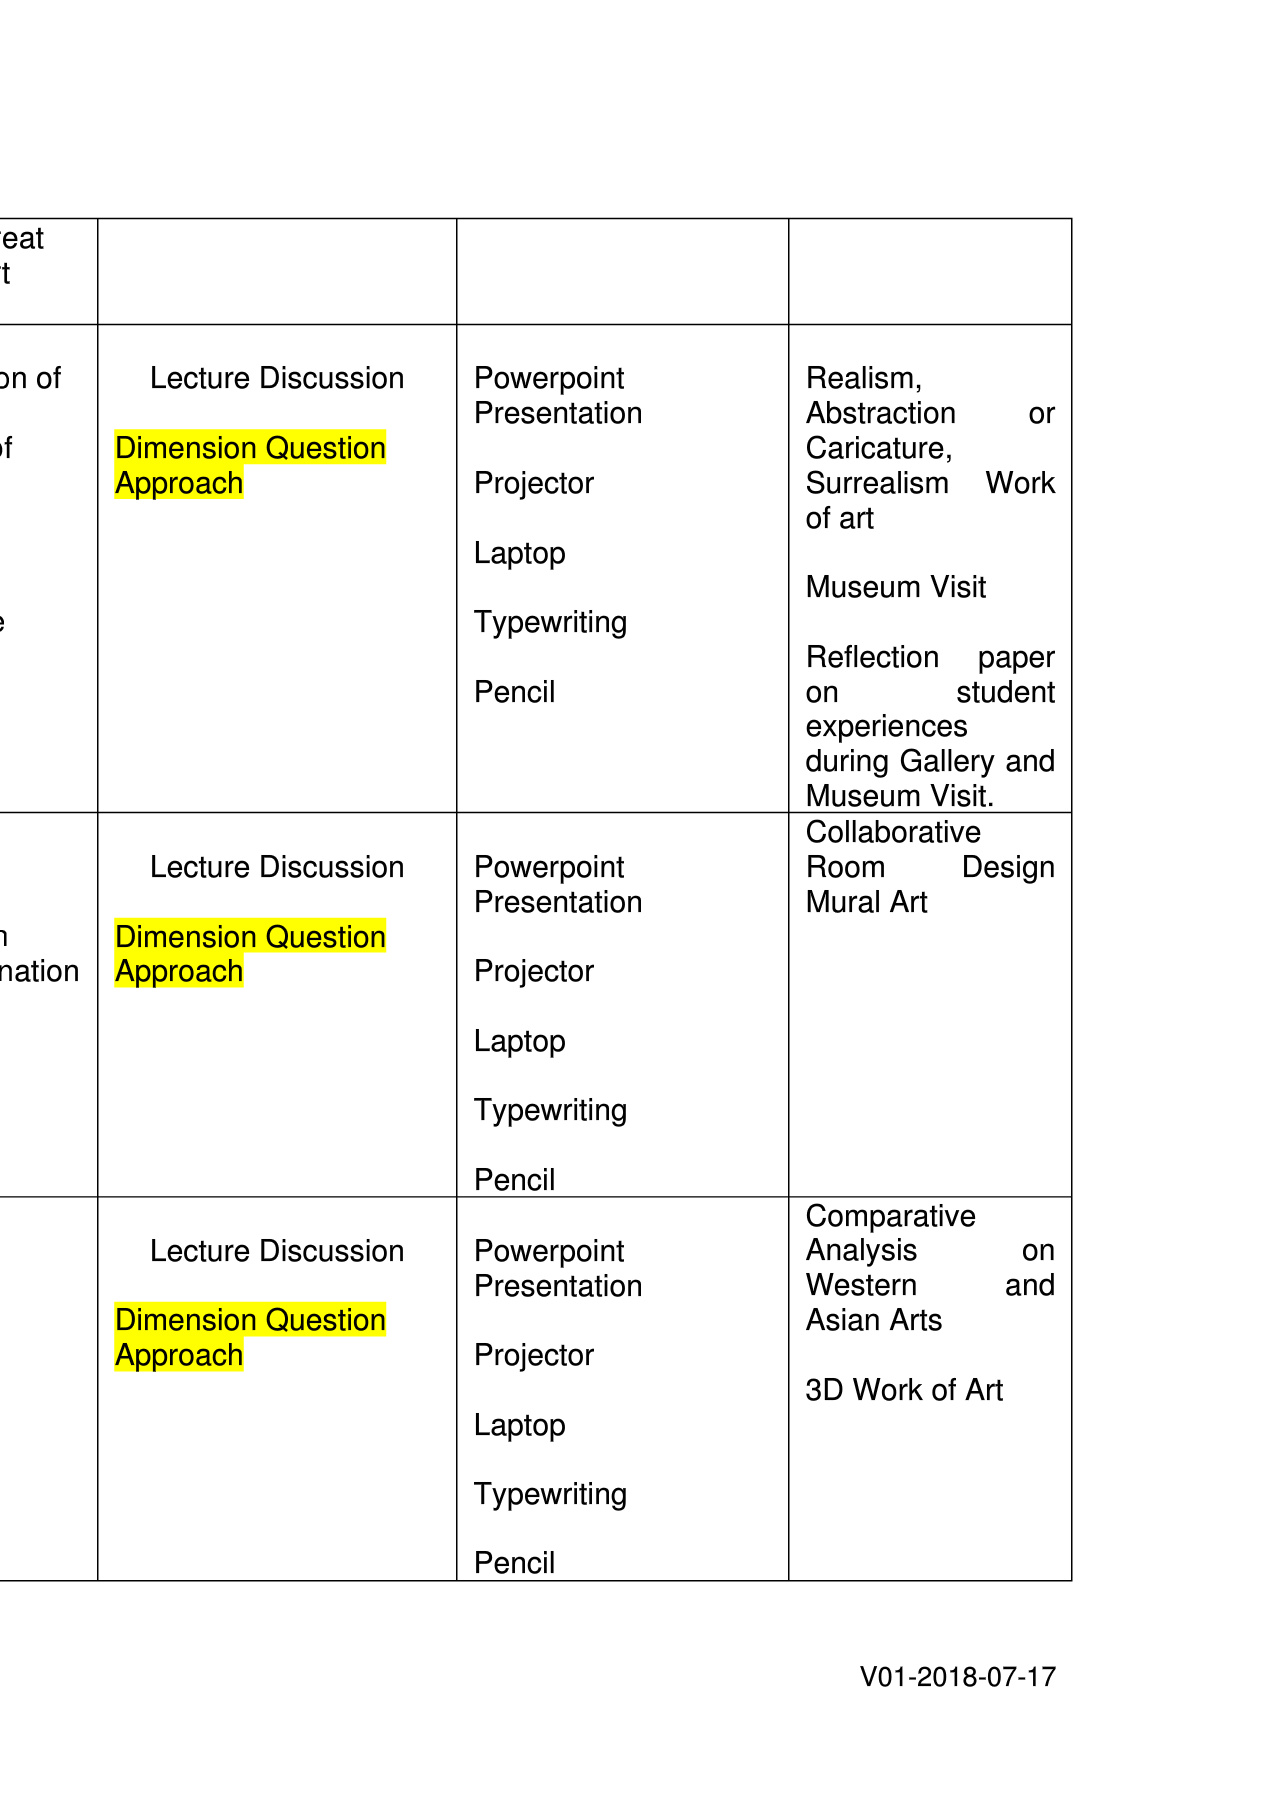 reat
rt
on of
of
e
Lecture Discussion
Dimension Question
Approach
Powerpoint
Presentation
Projector
Laptop
Typewriting
Pencil
Realism,
Abstraction or
Caricature,
Surrealism Work
of art
Museum Visit
Reflection paper
on student
experiences
during Gallery and
Museum Visit.
n
nation
Lecture Discussion
Dimension Question
Approach
Powerpoint
Presentation
Projector
Laptop
Typewriting
Pencil
Collaborative
Room Design
Mural Art
Lecture Discussion
Dimension Question
Approach
Powerpoint
Presentation
Projector
Laptop
Typewriting
Pencil
Comparative
Analysis on
Western and
Asian Arts
3D Work of Art
V01-2018-07-17